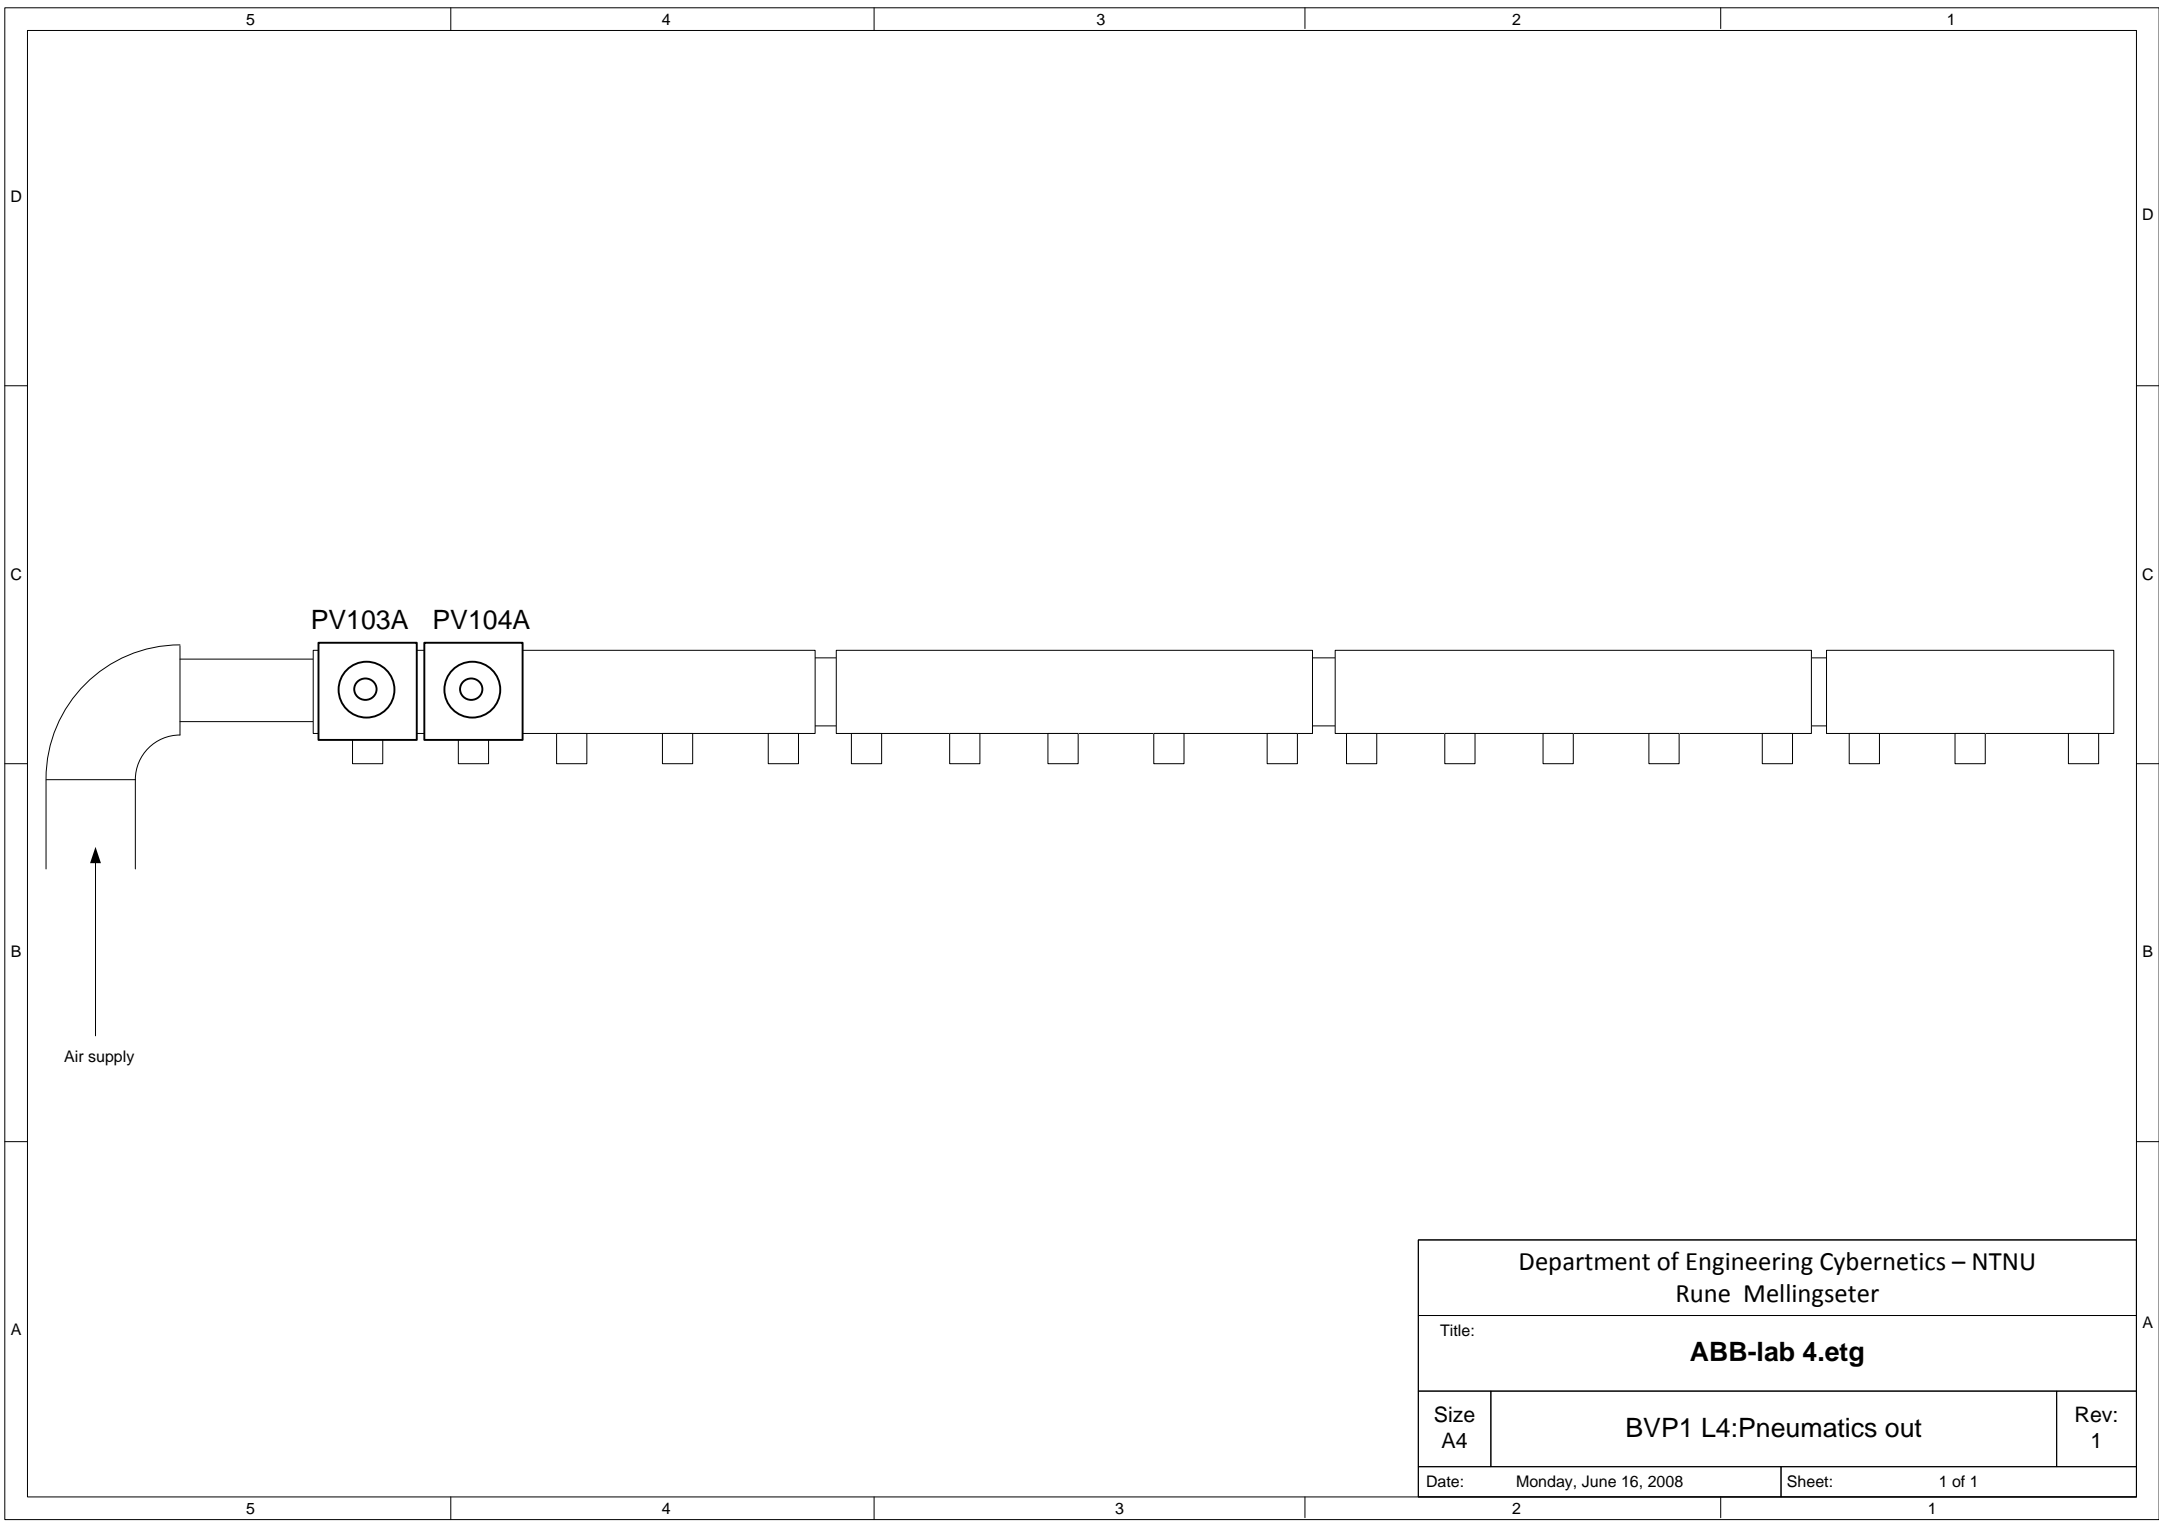 5 4 3 2 1
D D
C C
PV103A PV104A
B B
Air supply
Department of Engineering Cybernetics – NTNU
Rune Mellingseter
A A
Title:
ABB-lab 4.etg
Size
A4
BVP1 L4:Pneumatics out
Rev:
1
Date: Monday, June 16, 2008 Sheet: 1 of 1
5 4 3 2 1